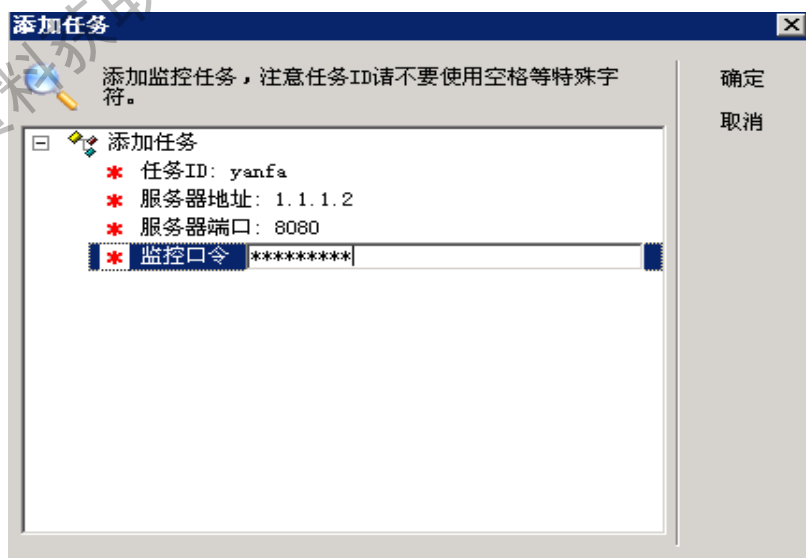 添加任务
添加监控任务，注意任务ID请不要使用空格等特殊字
符。
确定
取消
添加任务
* 任务ID: yanfa
* 服务器地址: 1.1.1.2
* 服务器端口: 8080
* 监控口令 *********